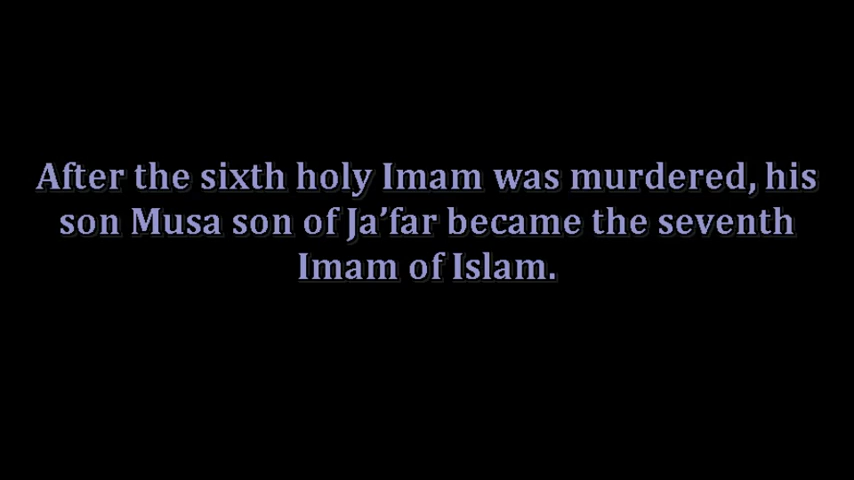 After the sixth holy Imam was murdered, his
son Musa son of Ja’far became the seventh
Imam of Islam.